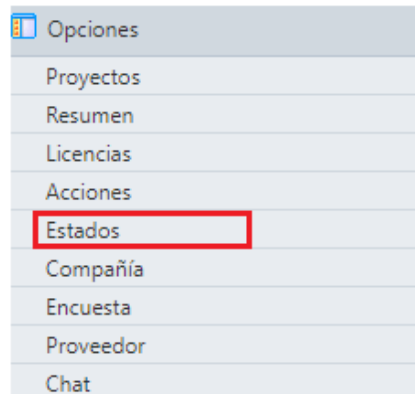 Opciones
Proyectos
Resumen
Licencias
Acciones
Estados
Compañía
Encuesta
Proveedor
Chat